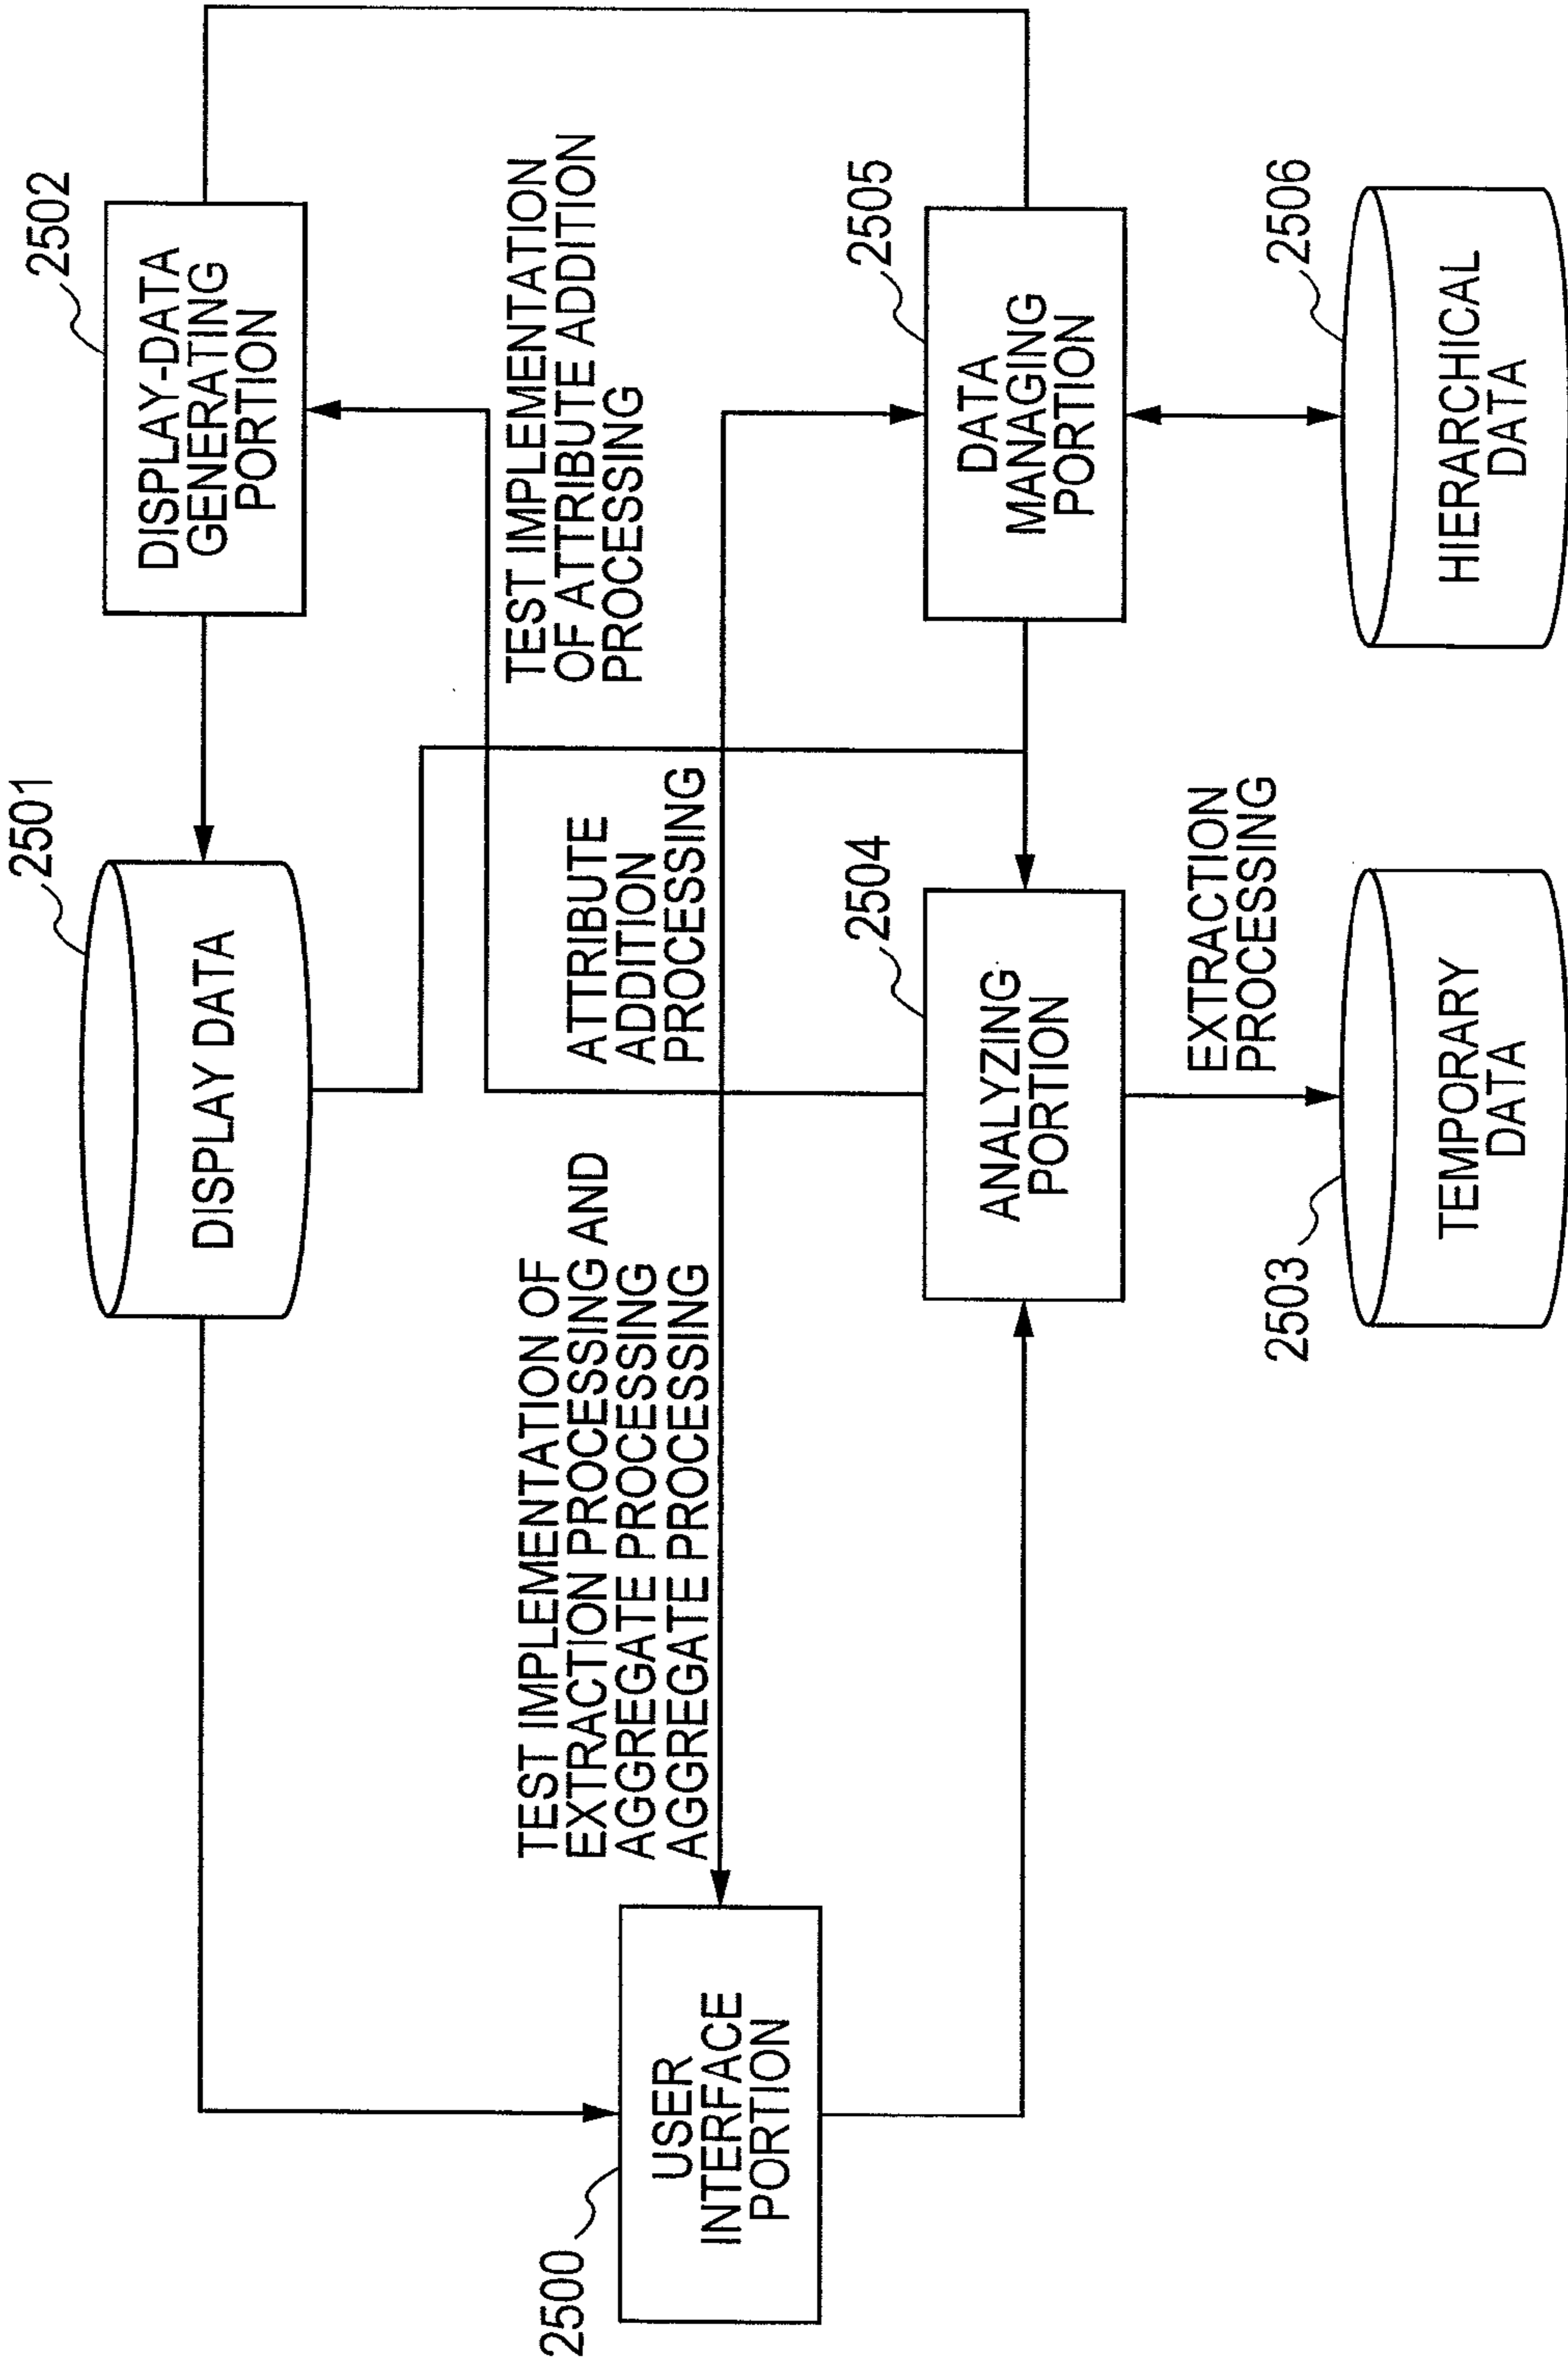 2501
DISPLAY DATA
2502
DISPLAY-DATA
GENERATING
PORTION
TEST IMPLEMENTATION OF
EXTRACTION PROCESSING AND
AGGREGATE PROCESSING
AGGREGATE PROCESSING
ATTRIBUTE
ADDITION
PROCESSING
TEST IMPLEMENTATION
OF ATTRIBUTE ADDITION
PROCESSING
2500
USER
INTERFACE
PORTION
2504
ANALYZING
PORTION
2505
DATA
MANAGING
PORTION
EXTRACTION
PROCESSING
2503
TEMPORARY
DATA
2506
HIERARCHICAL
DATA